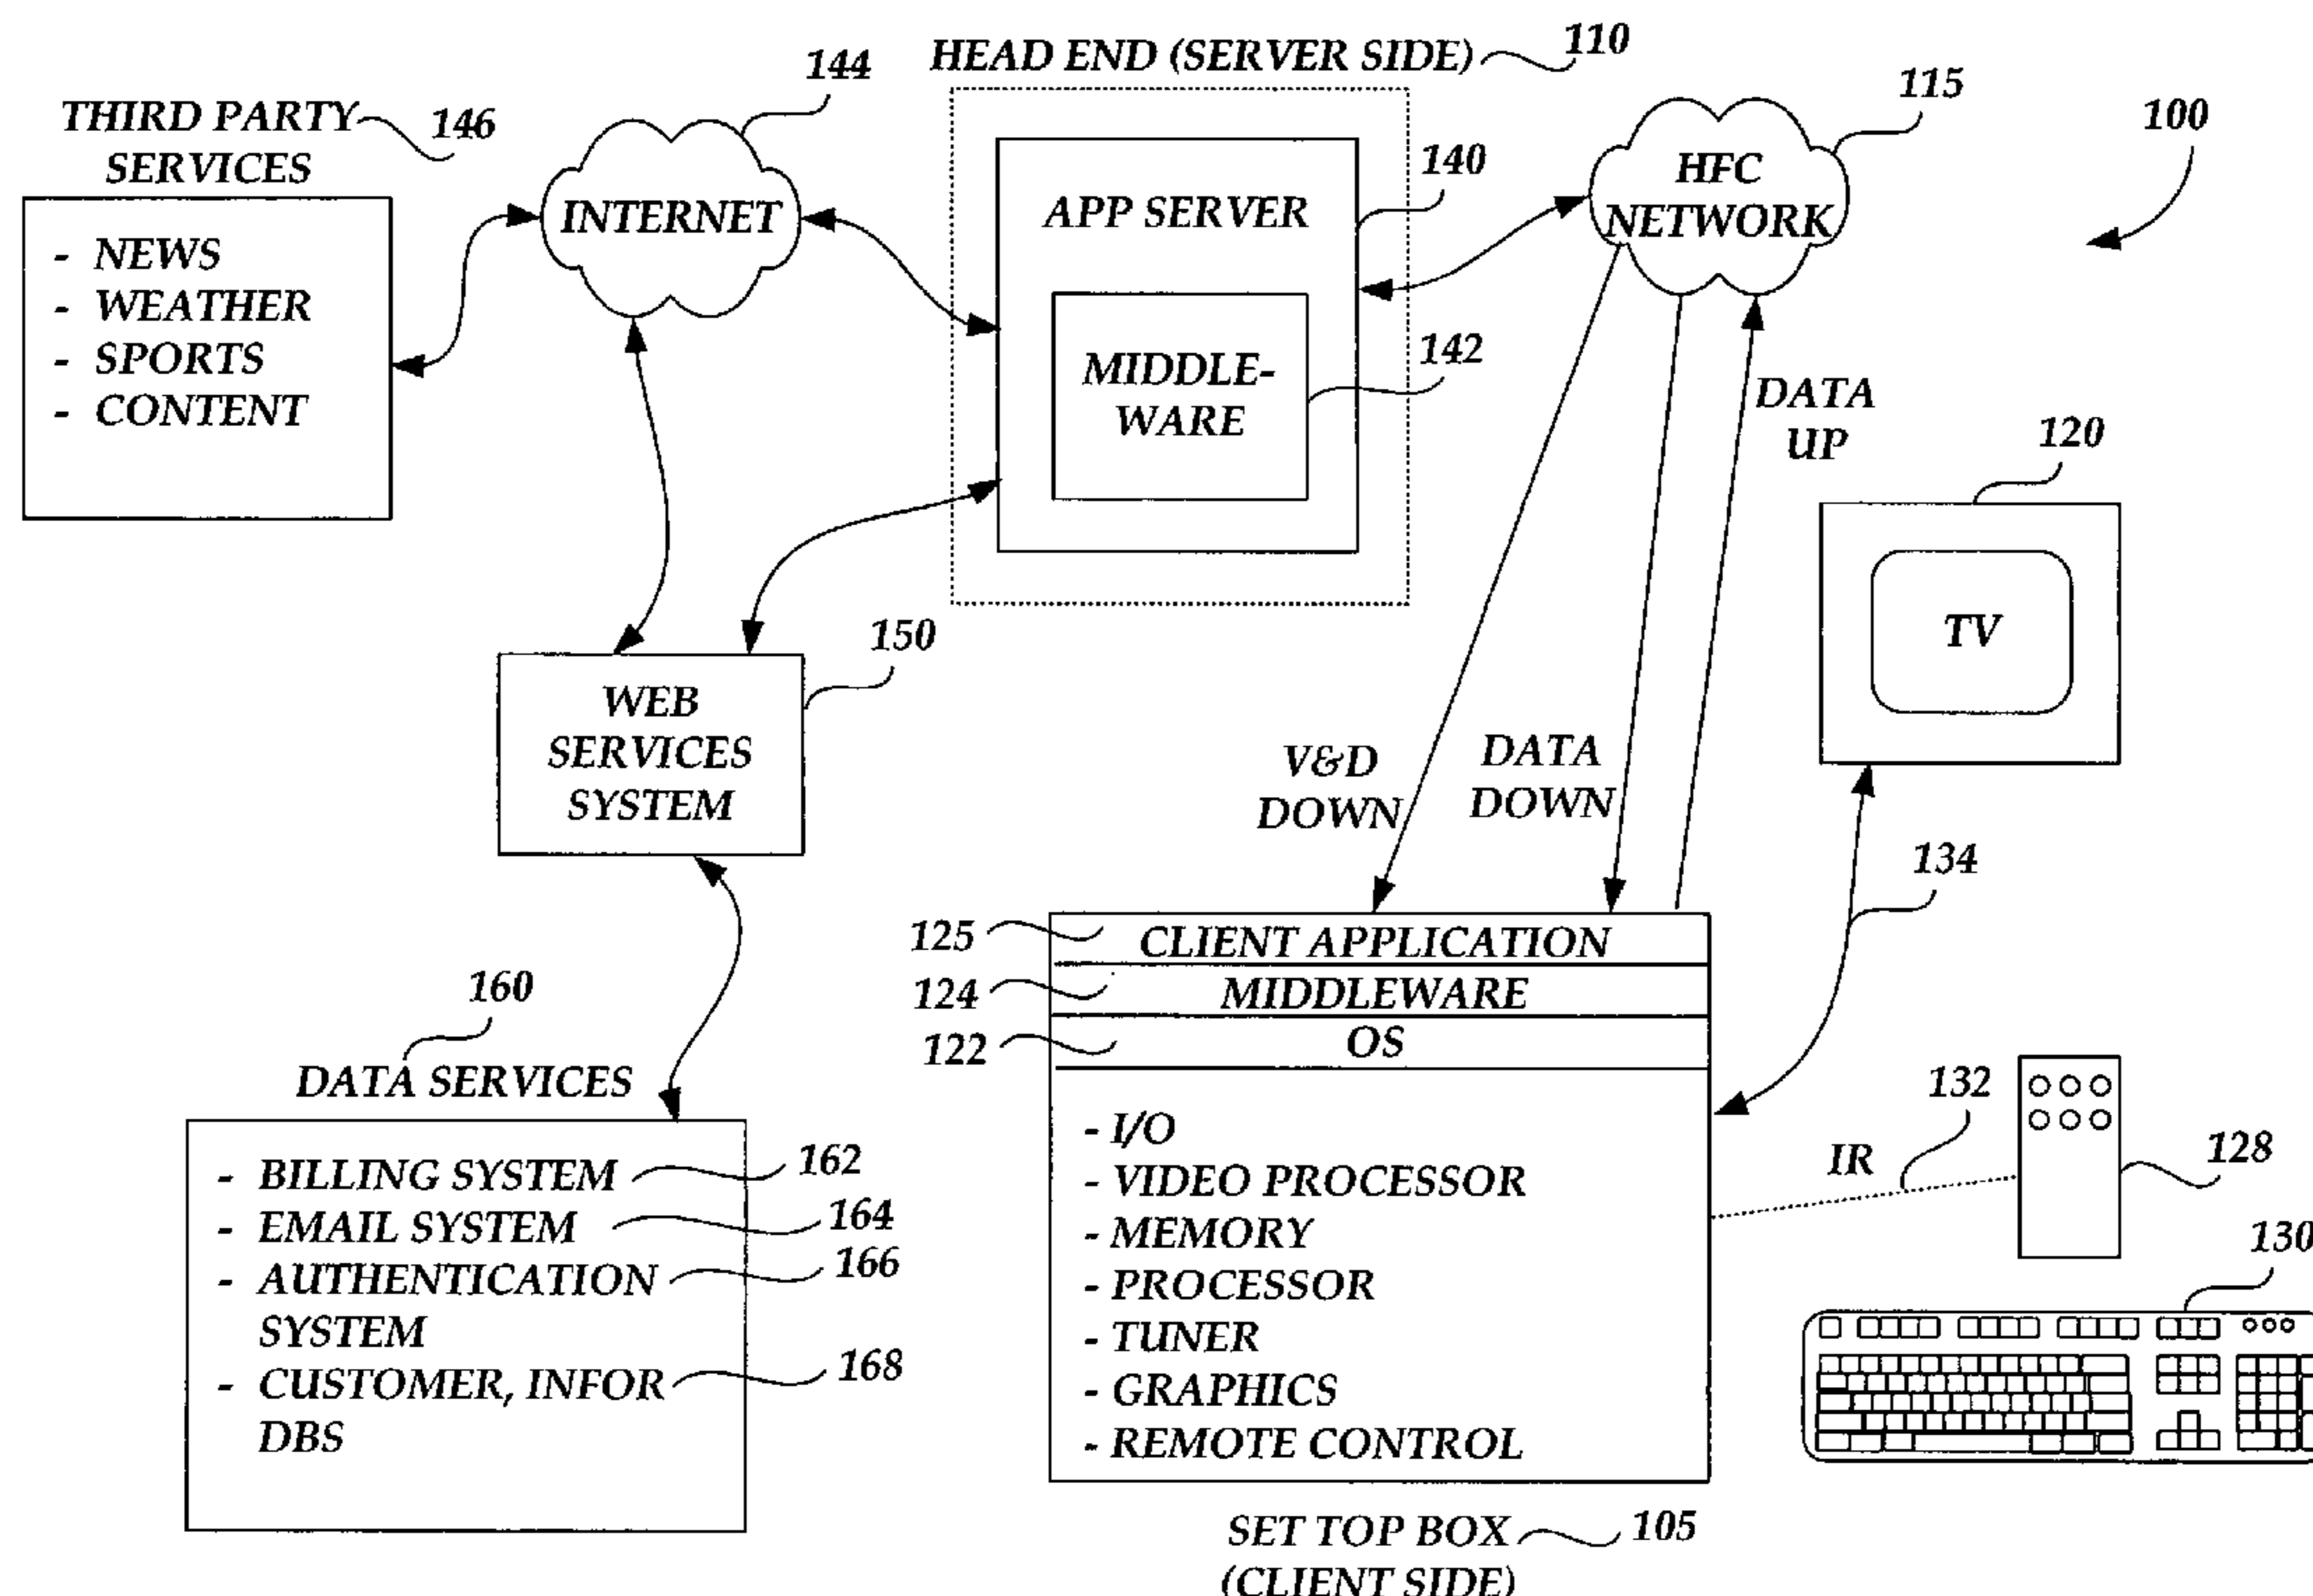 HEAD END (SERVER SIDE) 110
144
115
100
THIRD PARTY 146
SERVICES
- NEWS
- WEATHER
- SPORTS
- CONTENT
INTERNET
APP SERVER
140
MIDDLE-
WARE
142
HFC
NETWORK
DATA
UP
120
TV
150
WEB
SERVICES
SYSTEM
V&D
DOWN
DATA
DOWN
134
160
DATA SERVICES
- BILLING SYSTEM 162
- EMAIL SYSTEM 164
- AUTHENTICATION 166
SYSTEM
- CUSTOMER, INFOR 168
DBS
125 CLIENT APPLICATION
124 MIDDLEWARE
122 OS
- I/O
- VIDEO PROCESSOR
- MEMORY
- PROCESSOR
- TUNER
- GRAPHICS
- REMOTE CONTROL
SET TOP BOX 105
(CLIENT SIDE)
132
IR
128
130